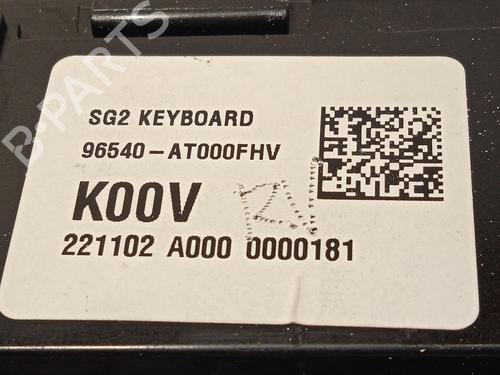 SG2 KEYBOARD
96540-AT000FHV
K00V
221102 A000 0000181
B-PARTS